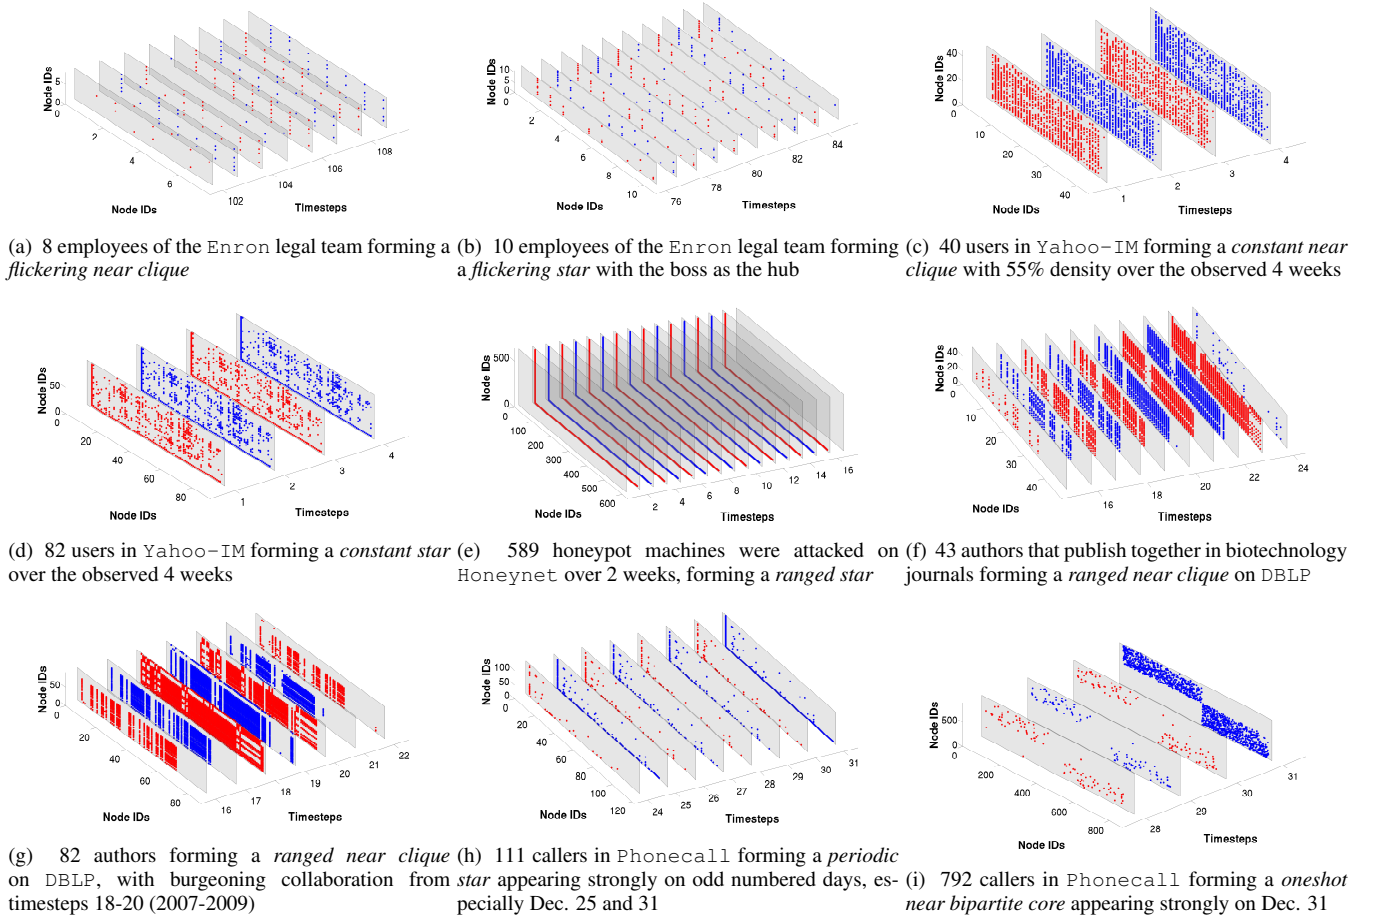 Node IDs
5
0
0
2
4
6
Node IDs
102
104
106
108
Timesteps
(a) 8 employees of the Enron legal team forming a
flickering near clique
Node IDs
10
5
0
0
2
4
6
8
10
Node IDs
76
78
80
82
84
Timesteps
(b) 10 employees of the Enron legal team forming
a flickering star with the boss as the hub
Node IDs
40
20
0
0
10
20
30
40
Node IDs
1
2
3
4
Timesteps
(c) 40 users in Yahoo-IM forming a constant near
clique with 55% density over the observed 4 weeks
Node IDs
50
0
0
20
40
60
80
Node IDs
1
2
3
4
Timesteps
(d) 82 users in Yahoo-IM forming a constant star
over the observed 4 weeks
Node IDs
500
0
100
200
300
400
500
600
Node IDs
2
4
6
8
10
12
14
16
Timesteps
(e) 589 honeypot machines were attacked on
Honeynet over 2 weeks, forming a ranged star
Node IDs
40
20
0
10
20
30
40
Node IDs
16
18
20
22
24
Timesteps
(f) 43 authors that publish together in biotechnology
journals forming a ranged near clique on DBLP
Node IDs
50
0
0
20
40
60
80
Node IDs
16
17
18
19
20
21
22
Timesteps
(g) 82 authors forming a ranged near clique
on DBLP, with burgeoning collaboration from
timesteps 18-20 (2007-2009)
Node IDs
100
50
0
0
20
40
60
80
100
120
Node IDs
24
25
26
27
28
29
30
31
Timesteps
(h) 111 callers in Phonecall forming a periodic
star appearing strongly on odd numbered days, es-
pecially Dec. 25 and 31
Node IDs
500
0
200
400
600
800
Node IDs
28
29
30
31
Timesteps
(i) 792 callers in Phonecall forming a oneshot
near bipartite core appearing strongly on Dec. 31